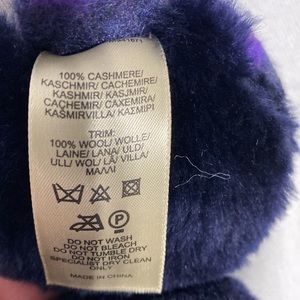 100% CASHMERE/
KASCHMIR/ CACHEMIRE/
KASHMIR/ KASJMIR/
CACHEMIR/ CAXEMIRA/
KAŠMIRVILLA/ ΚΑΣΜΙΡΙ
TRIM:
100% WOOL/ WOLLE/
LAINE/ LANA/ ULD/
ULL/ WOL/ LÃ/ VILLA/
ΜΑΛΛΙ
P
DO NOT WASH
DO NOT BLEACH
DO NOT TUMBLE DRY
DO NOT IRON
SPECIALIST DRY CLEAN
ONLY
MADE IN CHINA